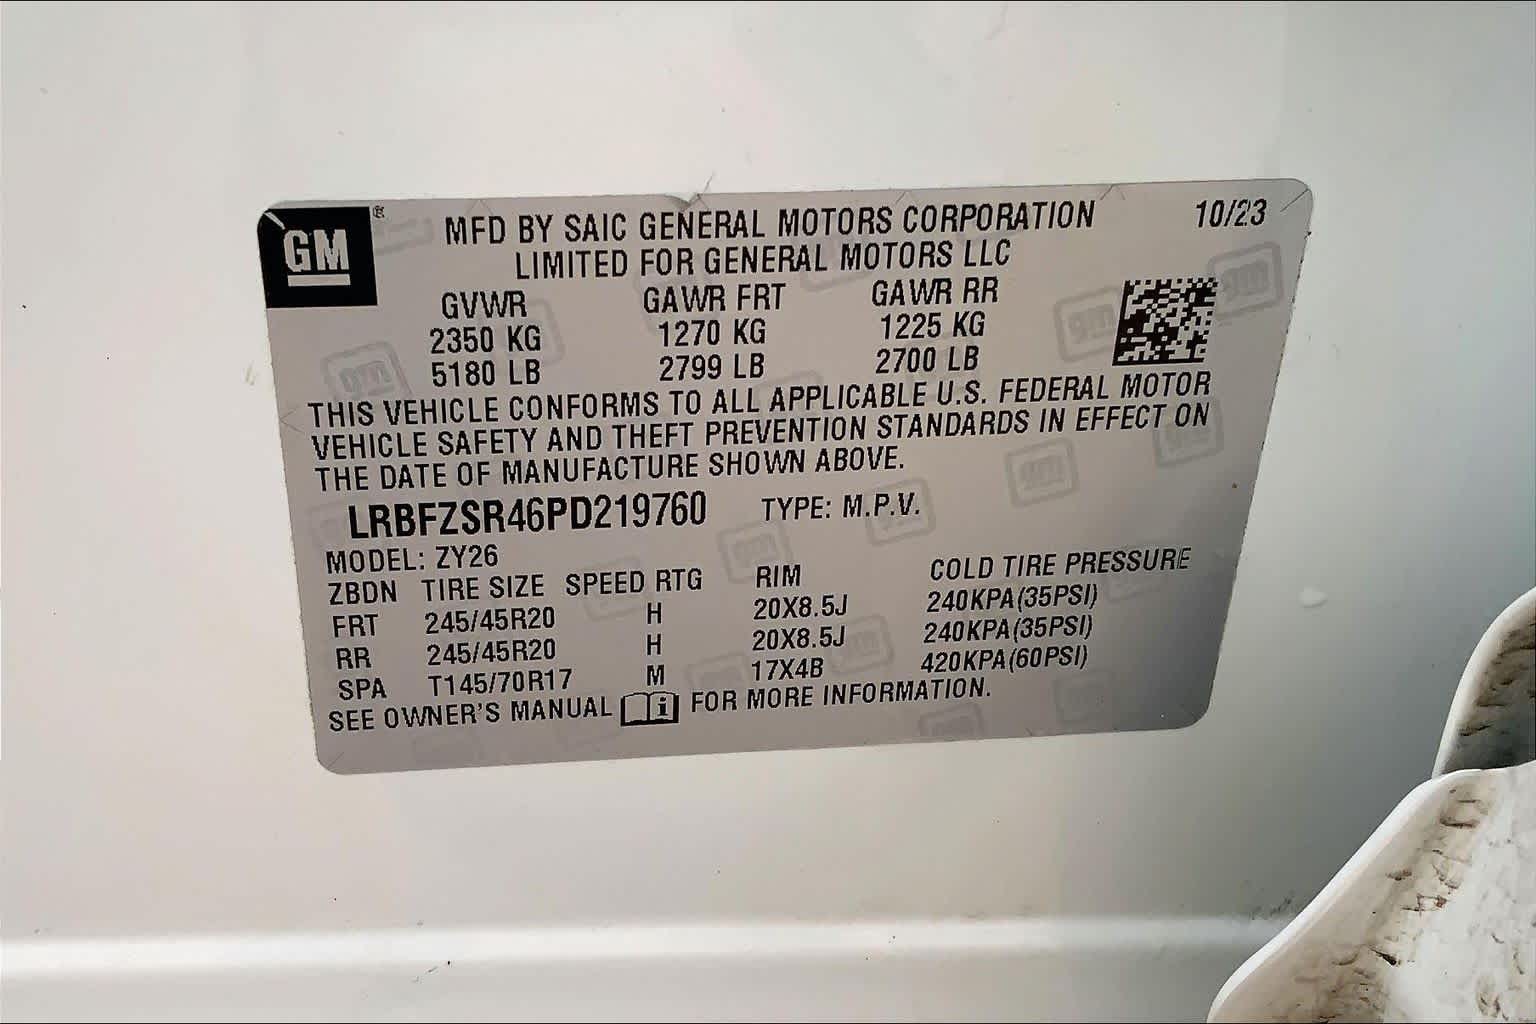 GM® MFD BY SAIC GENERAL MOTORS CORPORATION 10/23
LIMITED FOR GENERAL MOTORS LLC
GVWR GAWR FRT GAWR RR
2350 KG 1270 KG 1225 KG
5180 LB 2799 LB 2700 LB
THIS VEHICLE CONFORMS TO ALL APPLICABLE U.S. FEDERAL MOTOR
VEHICLE SAFETY AND THEFT PREVENTION STANDARDS IN EFFECT ON
THE DATE OF MANUFACTURE SHOWN ABOVE.
LRBFZSR46PD219760 TYPE: M.P.V.
MODEL: ZY26
ZBDN TIRE SIZE SPEED RTG RIM COLD TIRE PRESSURE
FRT 245/45R20 H 20X8.5J 240KPA(35PSI)
RR 245/45R20 H 20X8.5J 240KPA(35PSI)
SPA T145/70R17 M 17X4B 420KPA(60PSI)
SEE OWNER'S MANUAL i FOR MORE INFORMATION.